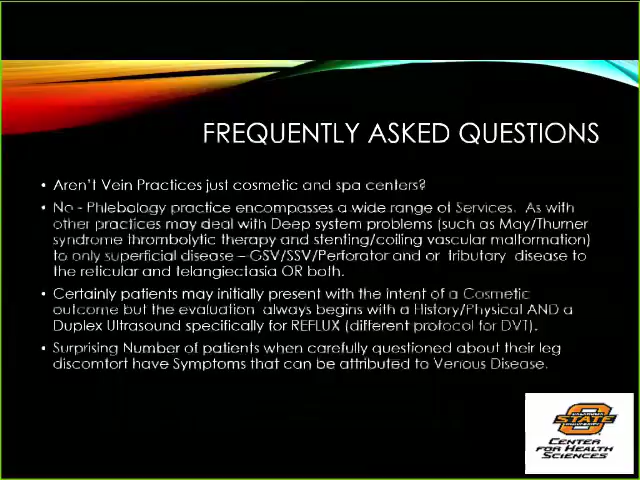 FREQUENTLY ASKED QUESTIONS
• Aren't Vein Practices just cosmetic and spa centers?
• No - Phlebology practice encompasses a wide range of Services. As with
other practices may deal with Deep system problems (such as May/Thurner
syndrome thrombolytic therapy and stenting/coiling vascular malformation)
to only superficial disease – GSV/SSV/Perforator and or tributary disease to
the reticular and telangiectasia OR both.
• Certainly patients may initially present with the intent of a Cosmetic
outcome but the evaluation always begins with a History/Physical AND a
Duplex Ultrasound specifically for REFLUX (different protocol for DVT).
• Surprising Number of patients when carefully questioned about their leg
discomfort have Symptoms that can be attributed to Venous Disease.
STATE
CENTER
FOR HEALTH
SCIENCES